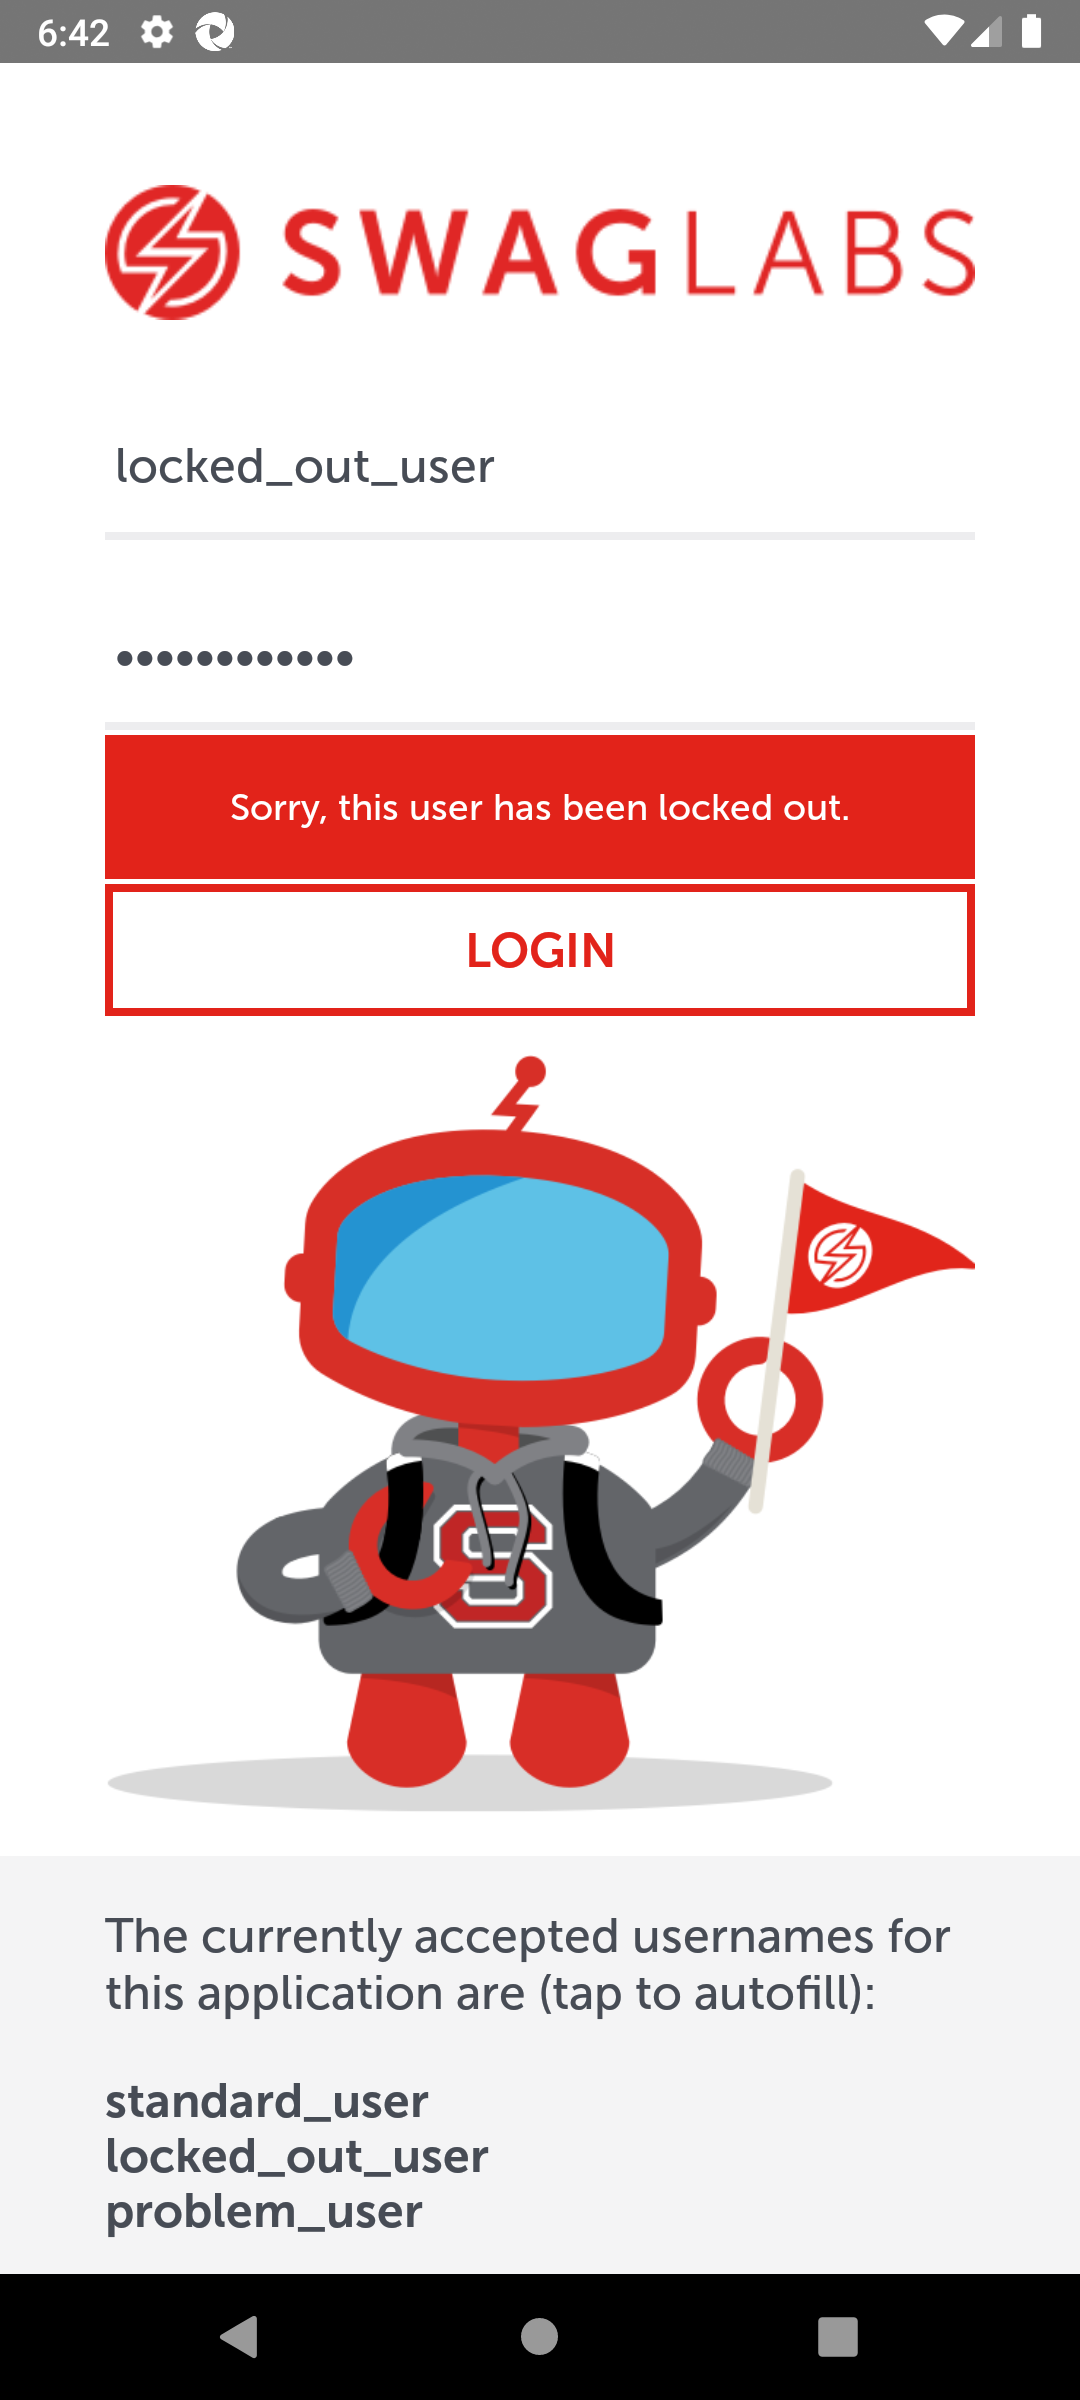 6:42
SWAGLABS
locked_out_user
••••••••••••
Sorry, this user has been locked out.
LOGIN
S
The currently accepted usernames for
this application are (tap to autofill):
standard_user
locked_out_user
problem_user